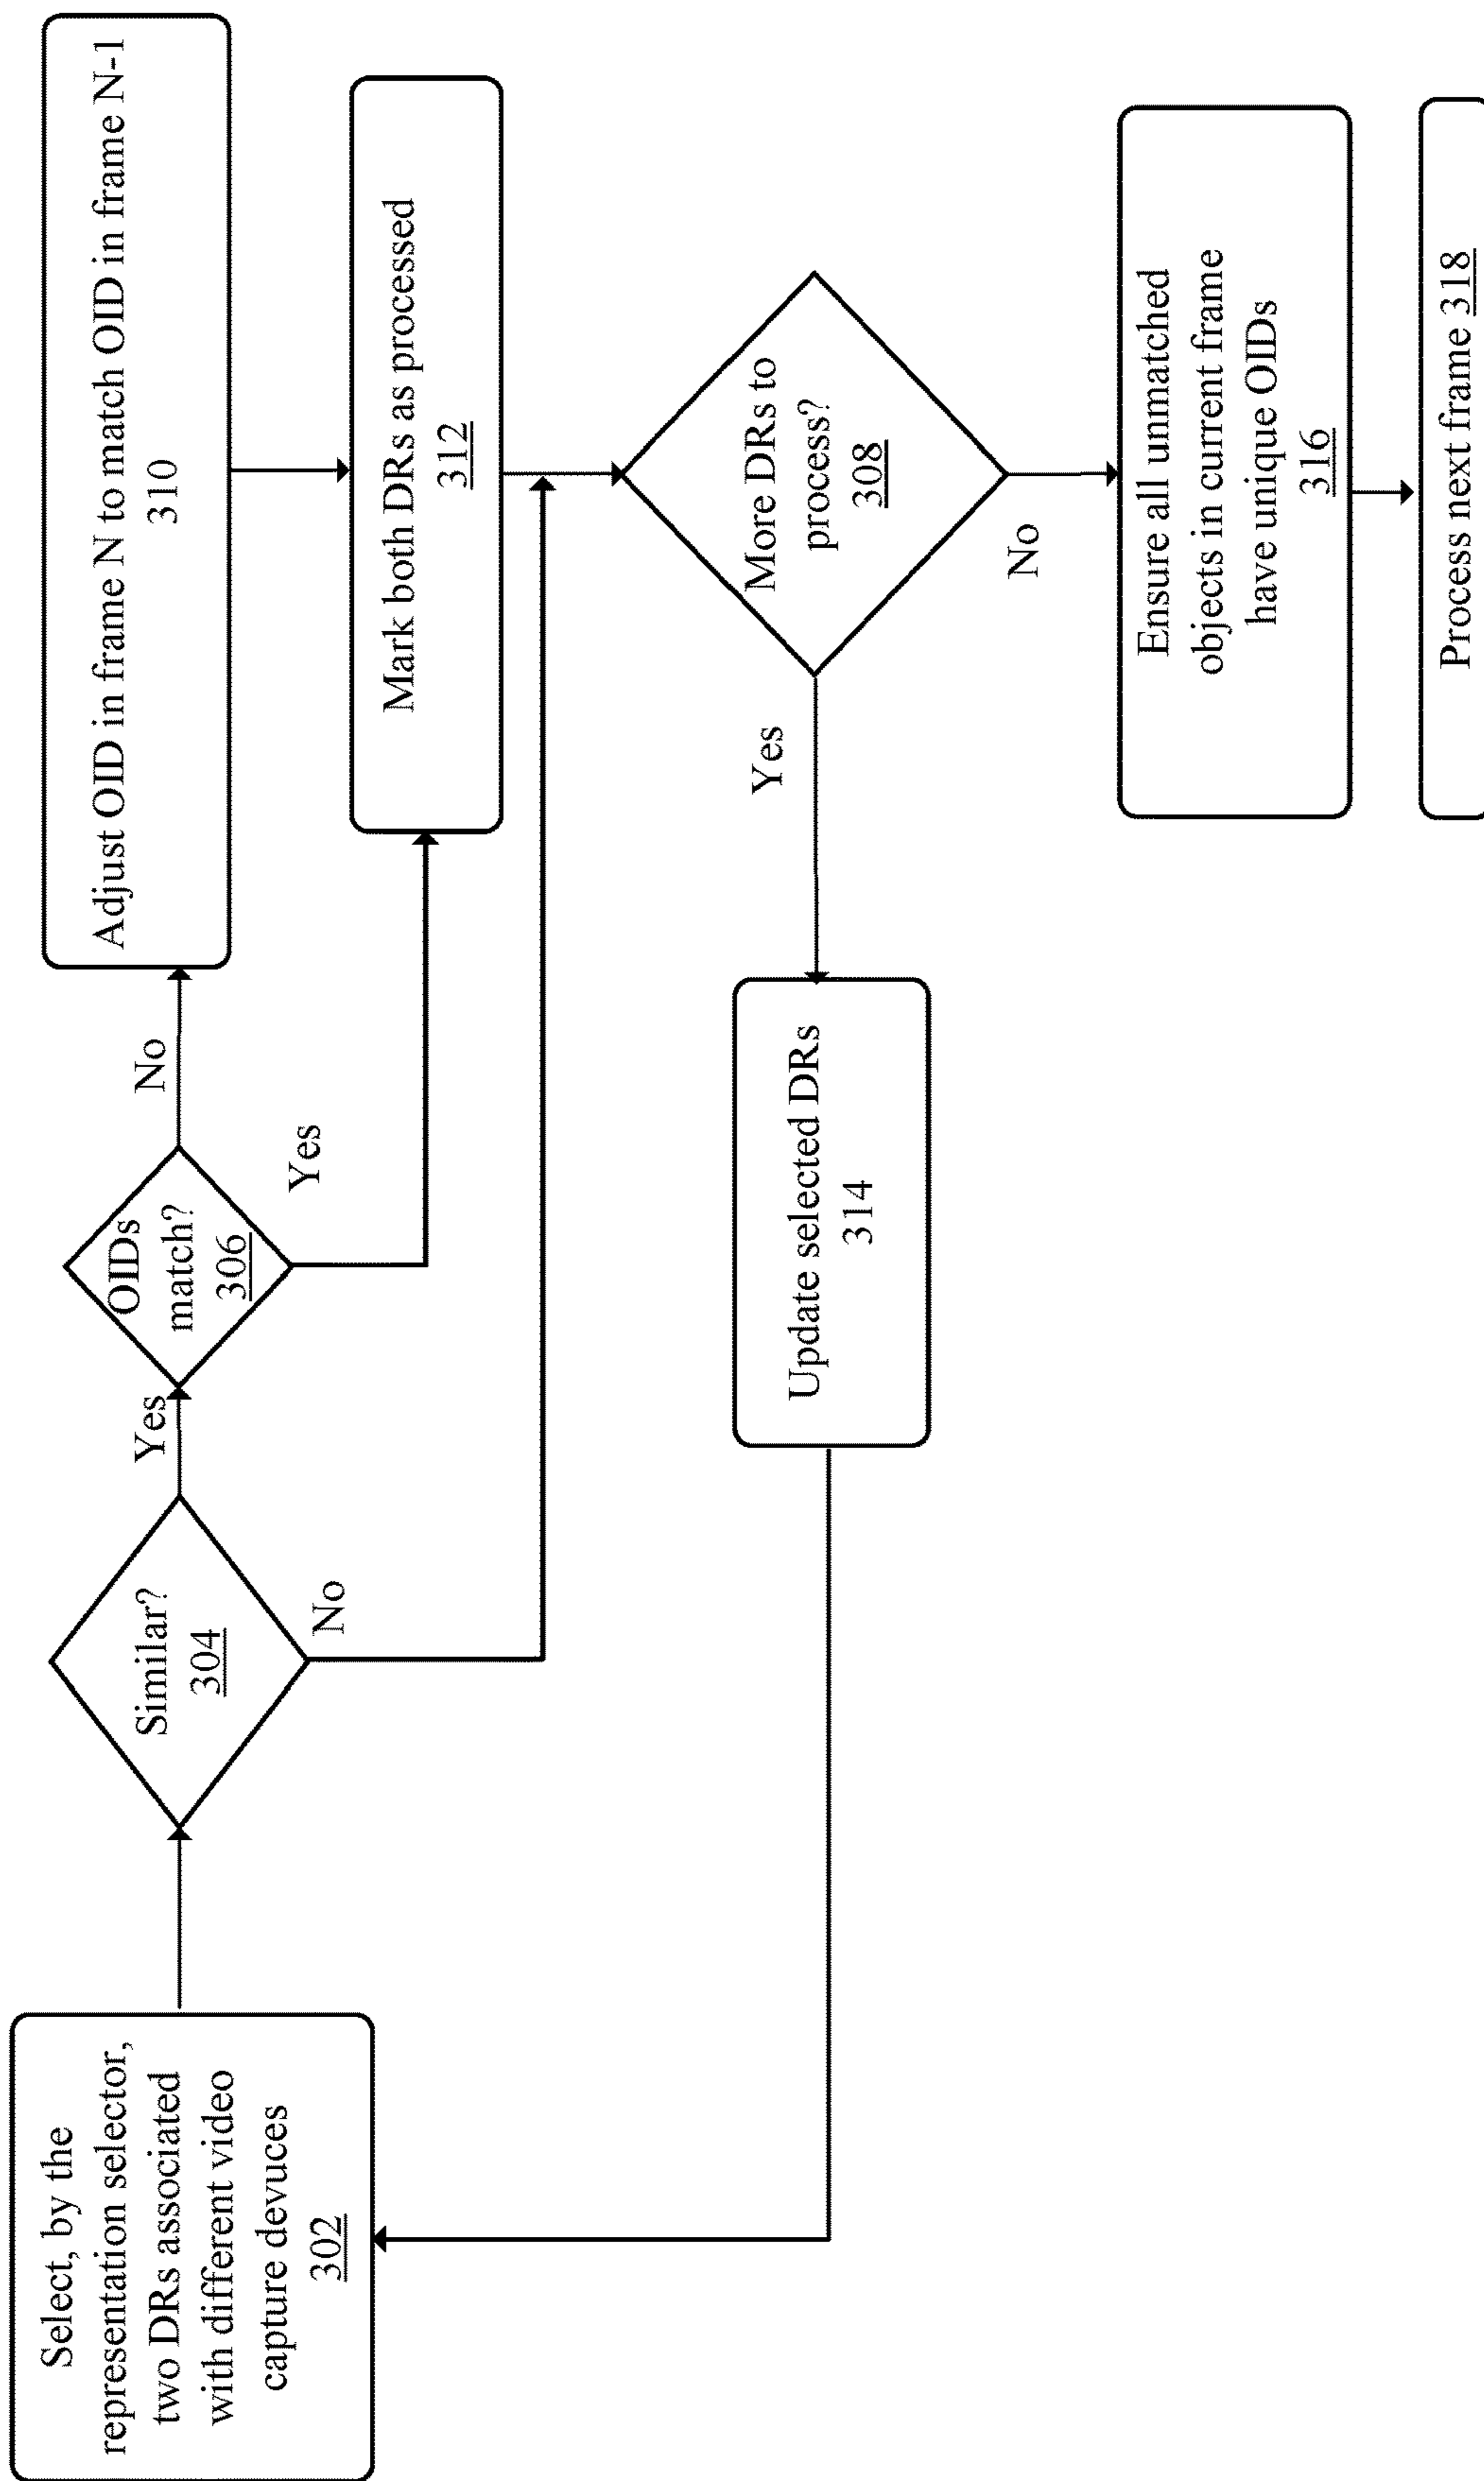 Select, by the
representation selector,
two DRs associated
with different video
capture devuces
302
Similar?
304
Yes
No
OIDs
match?
306
No
Yes
Adjust OID in frame N to match OID in frame N-1
310
Mark both DRs as processed
312
More DRs to
process?
308
Yes
No
Update selected DRs
314
Ensure all unmatched
objects in current frame
have unique OIDs
316
Process next frame 318